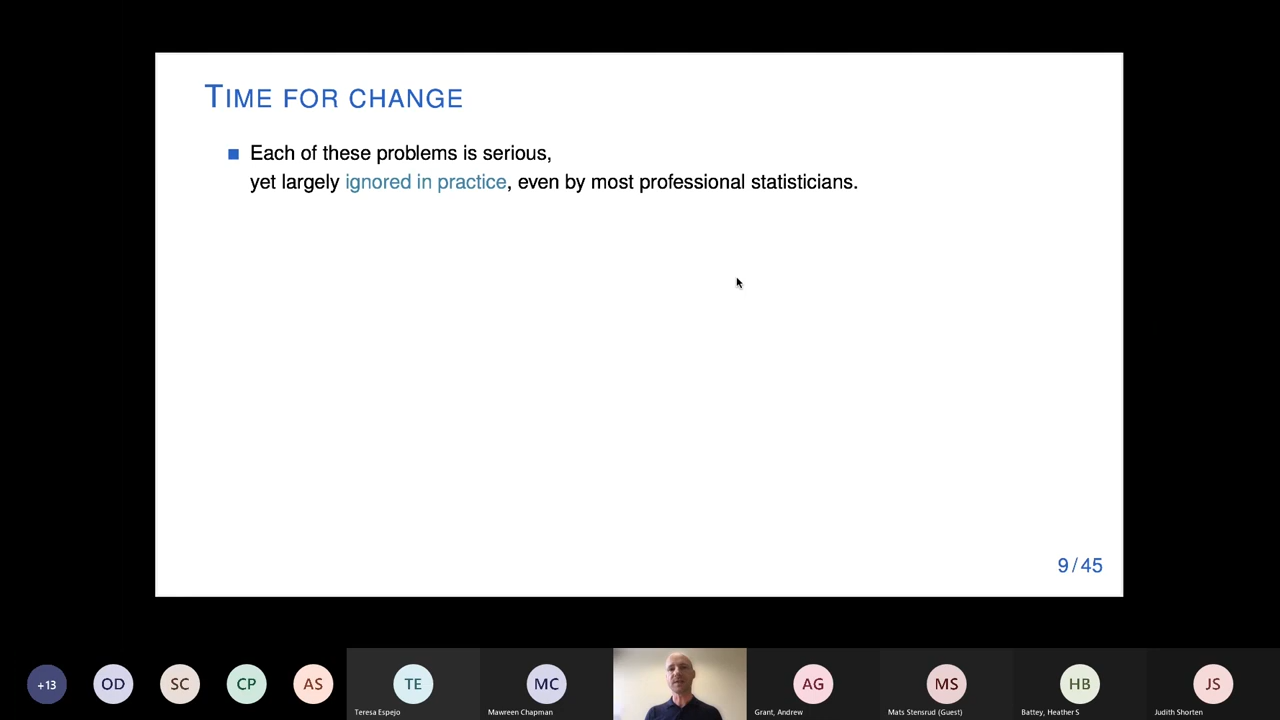 TIME FOR CHANGE
Each of these problems is serious,
yet largely ignored in practice, even by most professional statisticians.
9/45
+13
OD
SC
CP
AS
TE
Teresa Espejo
MC
Mawreen Chapman
AG
Grant, Andrew
MS
Mats Stensrud (Guest)
HB
Battey, Heather S
JS
Judith Shorten